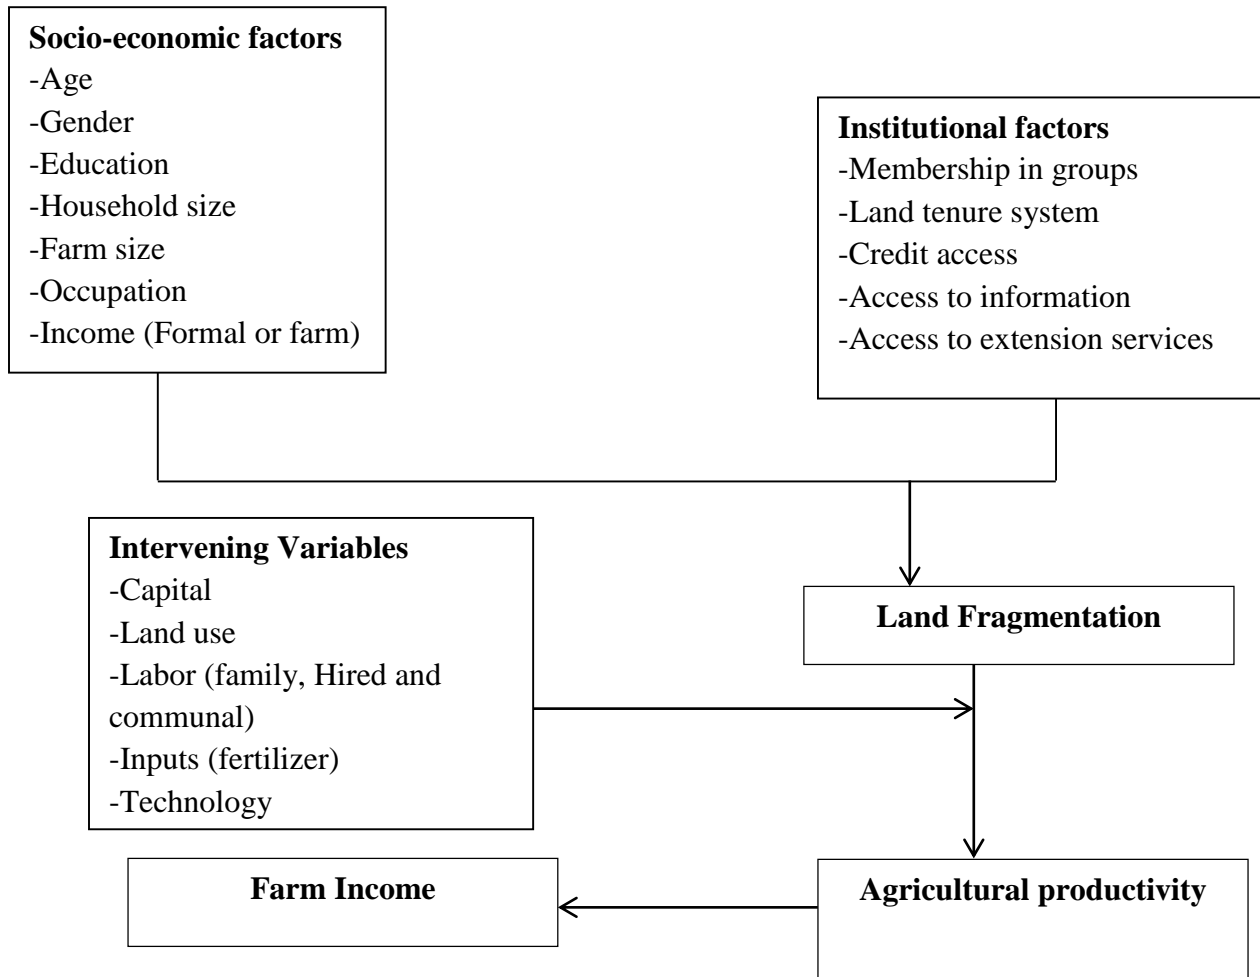 Socio-economic factors
-Age
-Gender
-Education
-Household size
-Farm size
-Occupation
-Income (Formal or farm)
Institutional factors
-Membership in groups
-Land tenure system
-Credit access
-Access to information
-Access to extension services
Intervening Variables
-Capital
-Land use
-Labor (family, Hired and
communal)
-Inputs (fertilizer)
-Technology
Land Fragmentation
Farm Income
Agricultural productivity